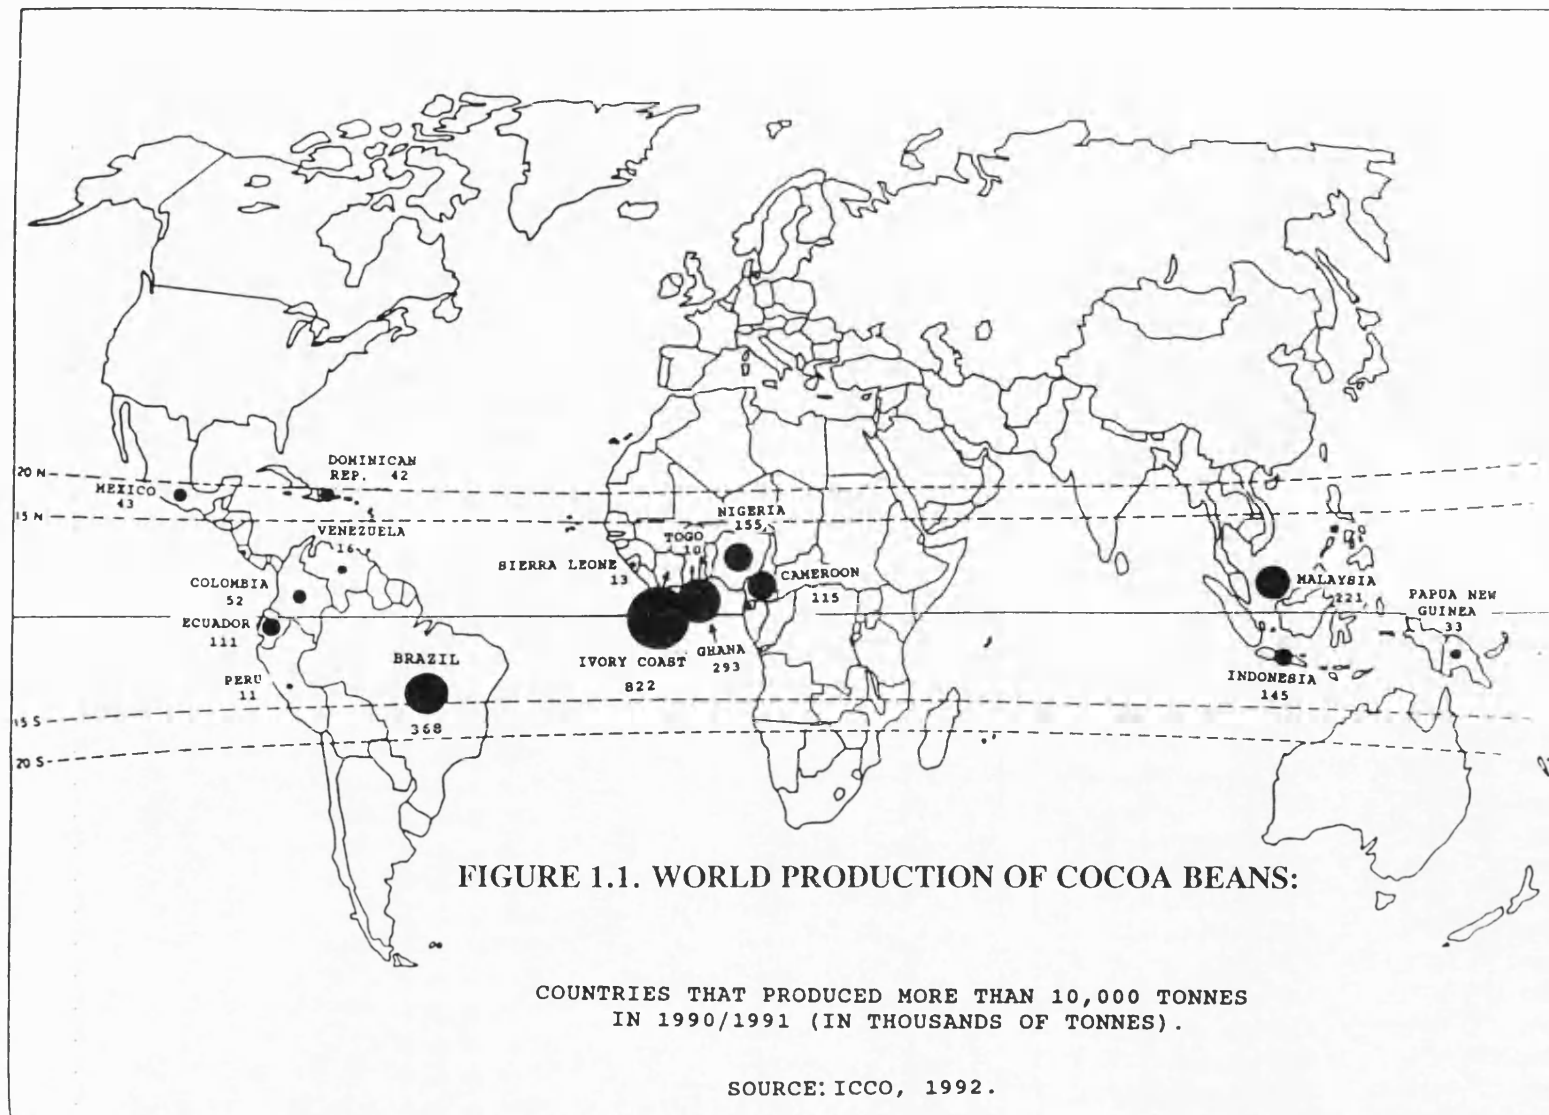 20 N
DOMINICAN
REP. 42
MEXICO
43
15 N
VENEZUELA
16
COLOMBIA
52
ECUADOR
111
PERU
11
BRAZIL
368
15 S
20 S
NIGERIA
155
TOGO
10
SIERRA LEONE
13
CAMEROON
115
IVORY COAST
822
GHANA
293
MALAYSIA
221
PAPUA NEW
GUINEA
33
INDONESIA
145
FIGURE 1.1. WORLD PRODUCTION OF COCOA BEANS:
COUNTRIES THAT PRODUCED MORE THAN 10,000 TONNES
IN 1990/1991 (IN THOUSANDS OF TONNES).
SOURCE: ICCO, 1992.